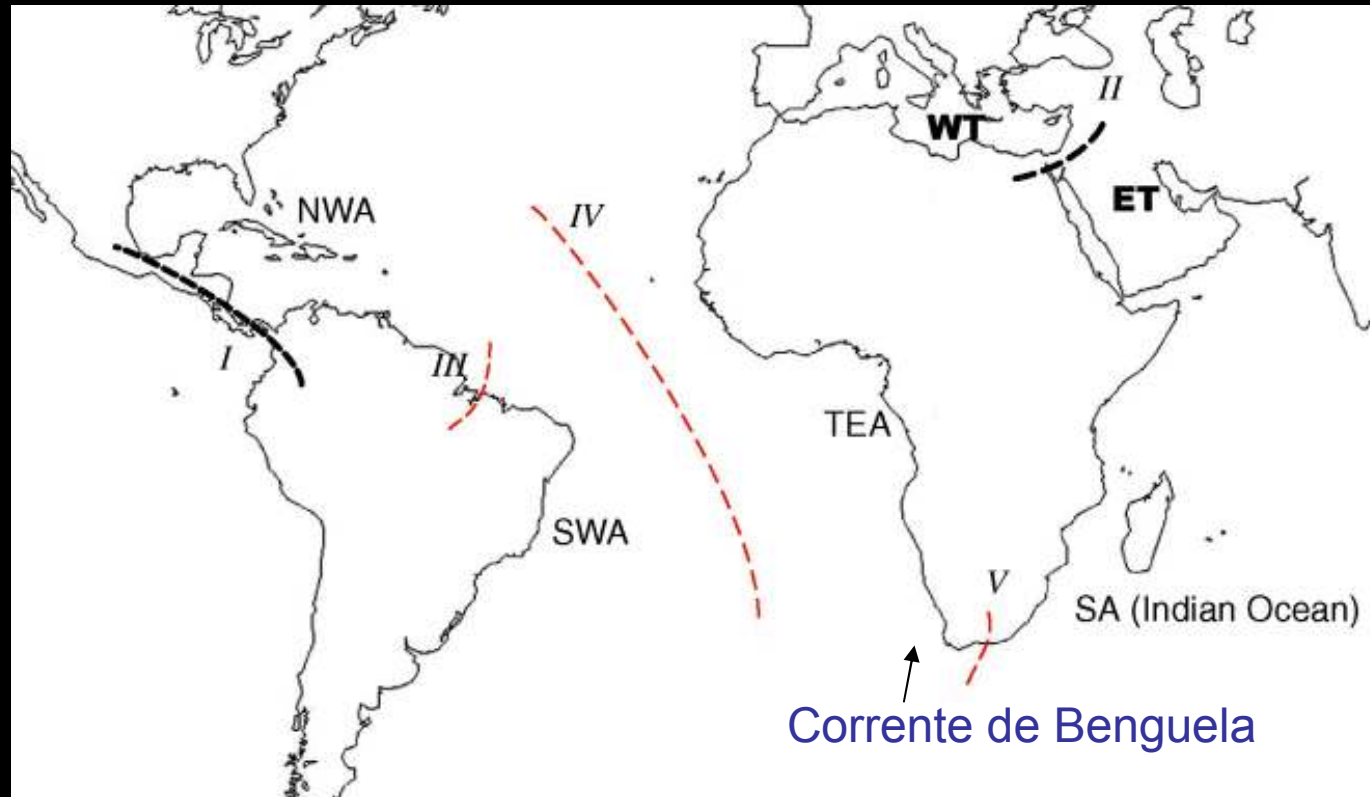 II
WT
ET
NWA
IV
I
III
TEA
SWA
V
SA (Indian Ocean)
Corrente de Benguela